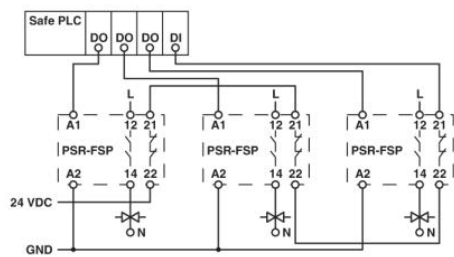 Safe PLC
DO DO DO DI
L L L
A1 12 21 A1 12 21 A1 12 21
PSR-FSP PSR-FSP PSR-FSP
A2 14 22 A2 14 22 A2 14 22
24 VDC
N N N
GND